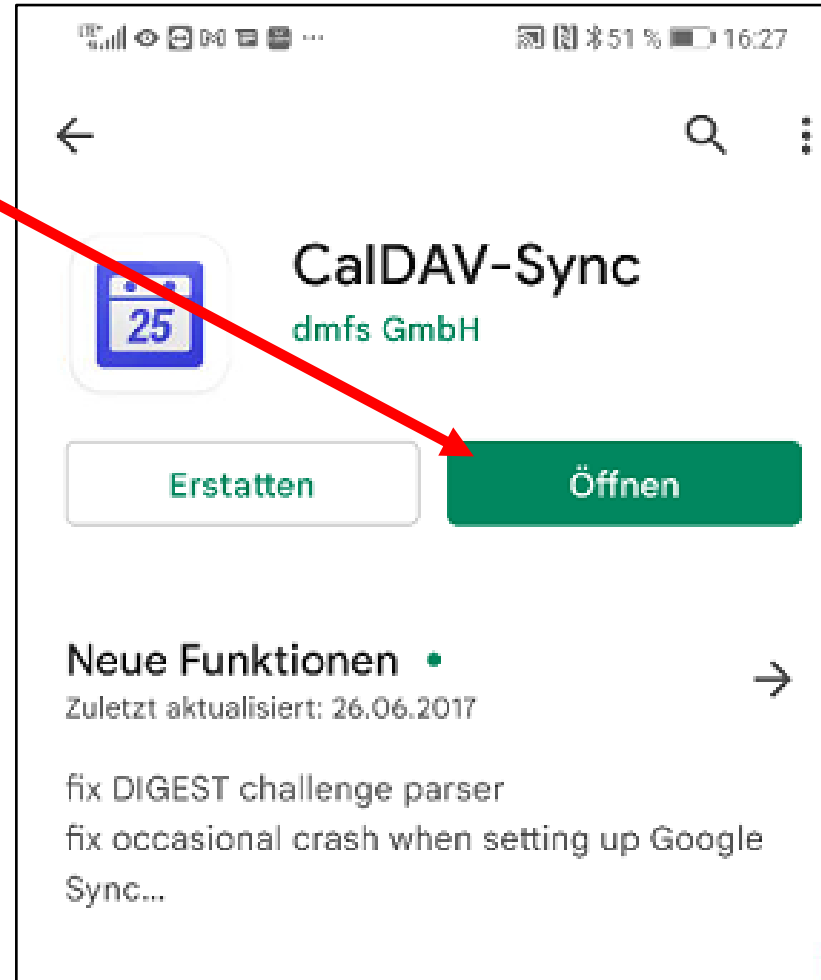 51 % 16:27
CalDAV-Sync
25
dmfs GmbH
Erstatten
Öffnen
Neue Funktionen
Zuletzt aktualisiert: 26.06.2017
fix DIGEST challenge parser
fix occasional crash when setting up Google
Sync...